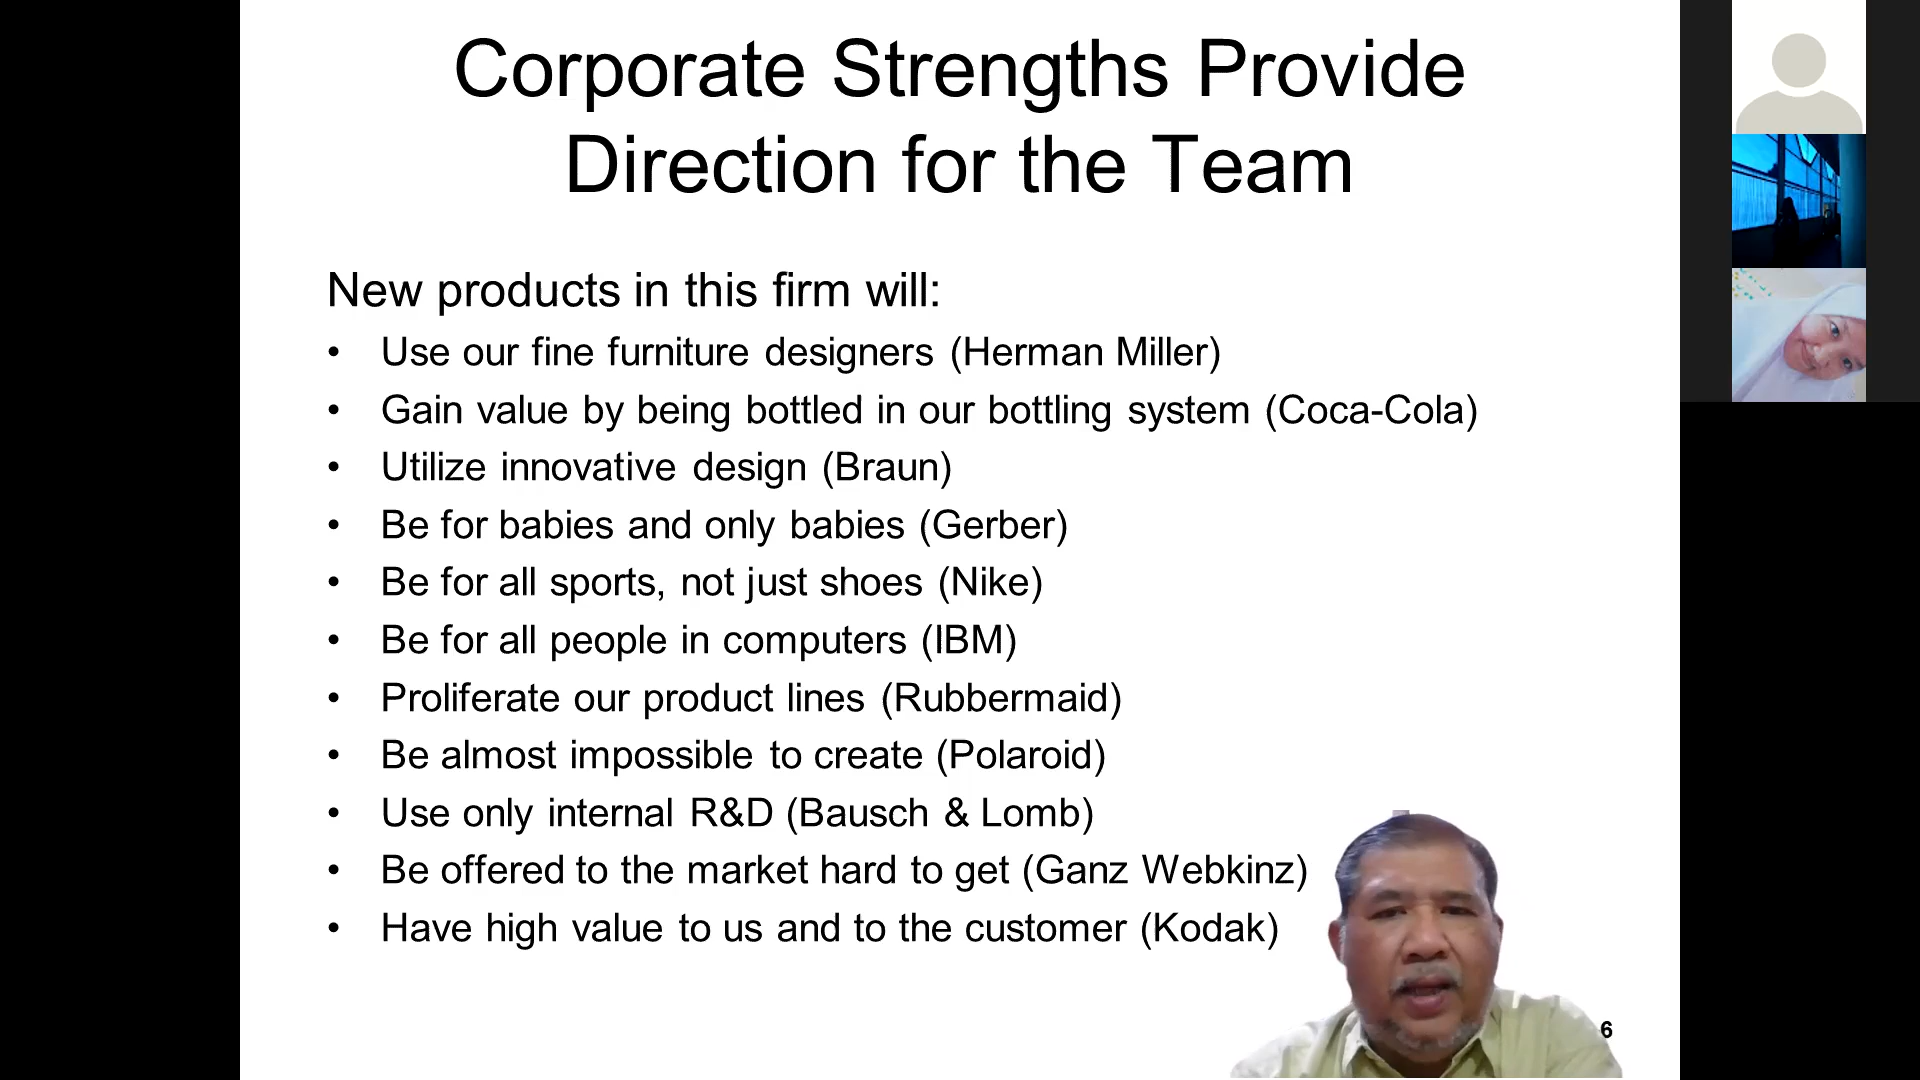 Corporate Strengths Provide
Direction for the Team
New products in this firm will:
• Use our fine furniture designers (Herman Miller)
• Gain value by being bottled in our bottling system (Coca-Cola)
• Utilize innovative design (Braun)
• Be for babies and only babies (Gerber)
• Be for all sports, not just shoes (Nike)
• Be for all people in computers (IBM)
• Proliferate our product lines (Rubbermaid)
• Be almost impossible to create (Polaroid)
• Use only internal R&D (Bausch & Lomb)
• Be offered to the market hard to get (Ganz Webkinz)
• Have high value to us and to the customer (Kodak)
6